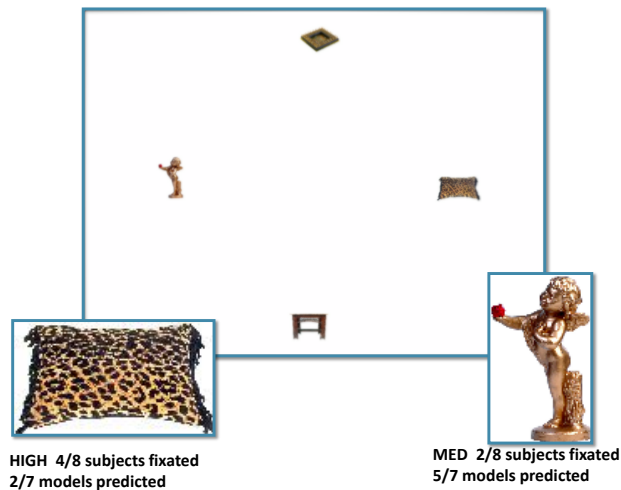 HIGH 4/8 subjects fixated
2/7 models predicted
MED 2/8 subjects fixated
5/7 models predicted